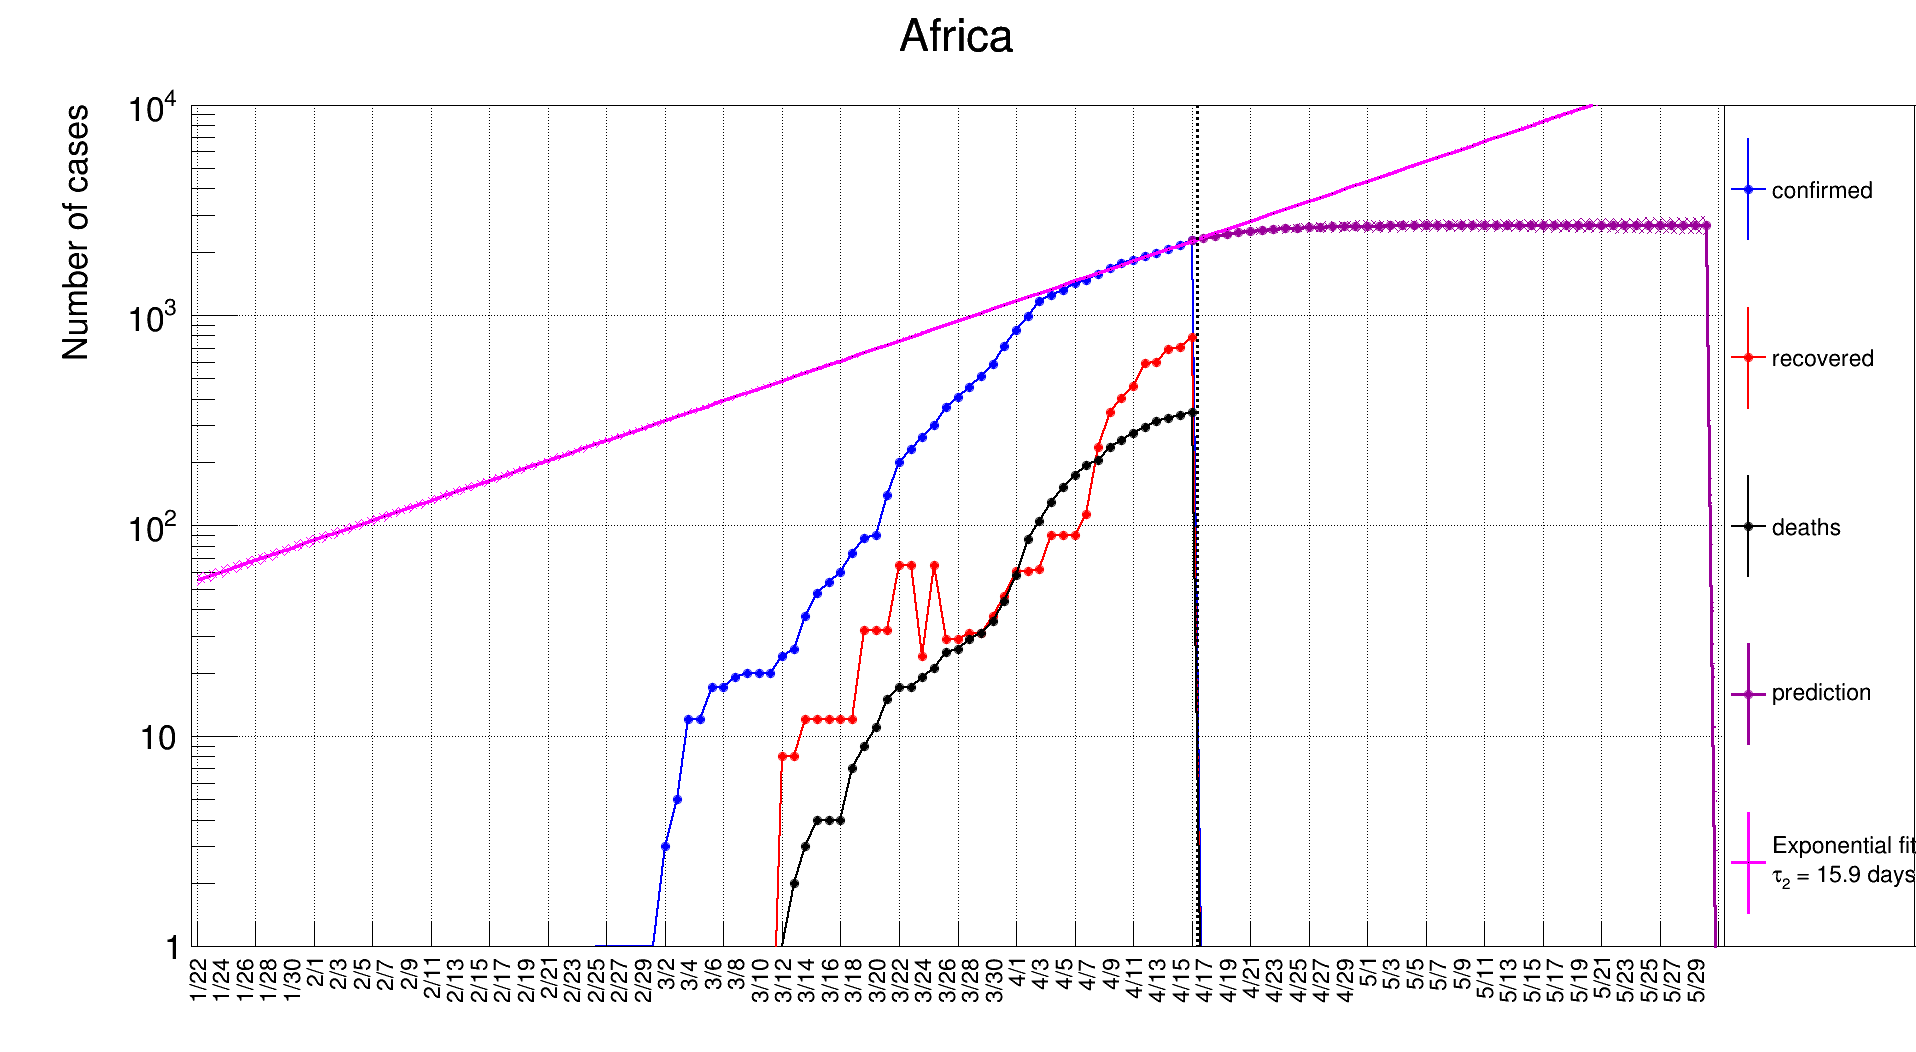 Africa
Number of cases
10⁴
10³
10²
10
1
1/22 1/24 1/26 1/28 1/30 2/1 2/3 2/5 2/7 2/9 2/11 2/13 2/15 2/17 2/19 2/21 2/23 2/25 2/27 2/29 3/2 3/4 3/6 3/8 3/10 3/12 3/14 3/16 3/18 3/20 3/22 3/24 3/26 3/28 3/30 4/1 4/3 4/5 4/7 4/9 4/11 4/13 4/15 4/17 4/19 4/21 4/23 4/25 4/27 4/29 5/1 5/3 5/5 5/7 5/9 5/11 5/13 5/15 5/17 5/19 5/21 5/23 5/25 5/27 5/29
confirmed
recovered
deaths
prediction
Exponential fit
τ₂ = 15.9 days